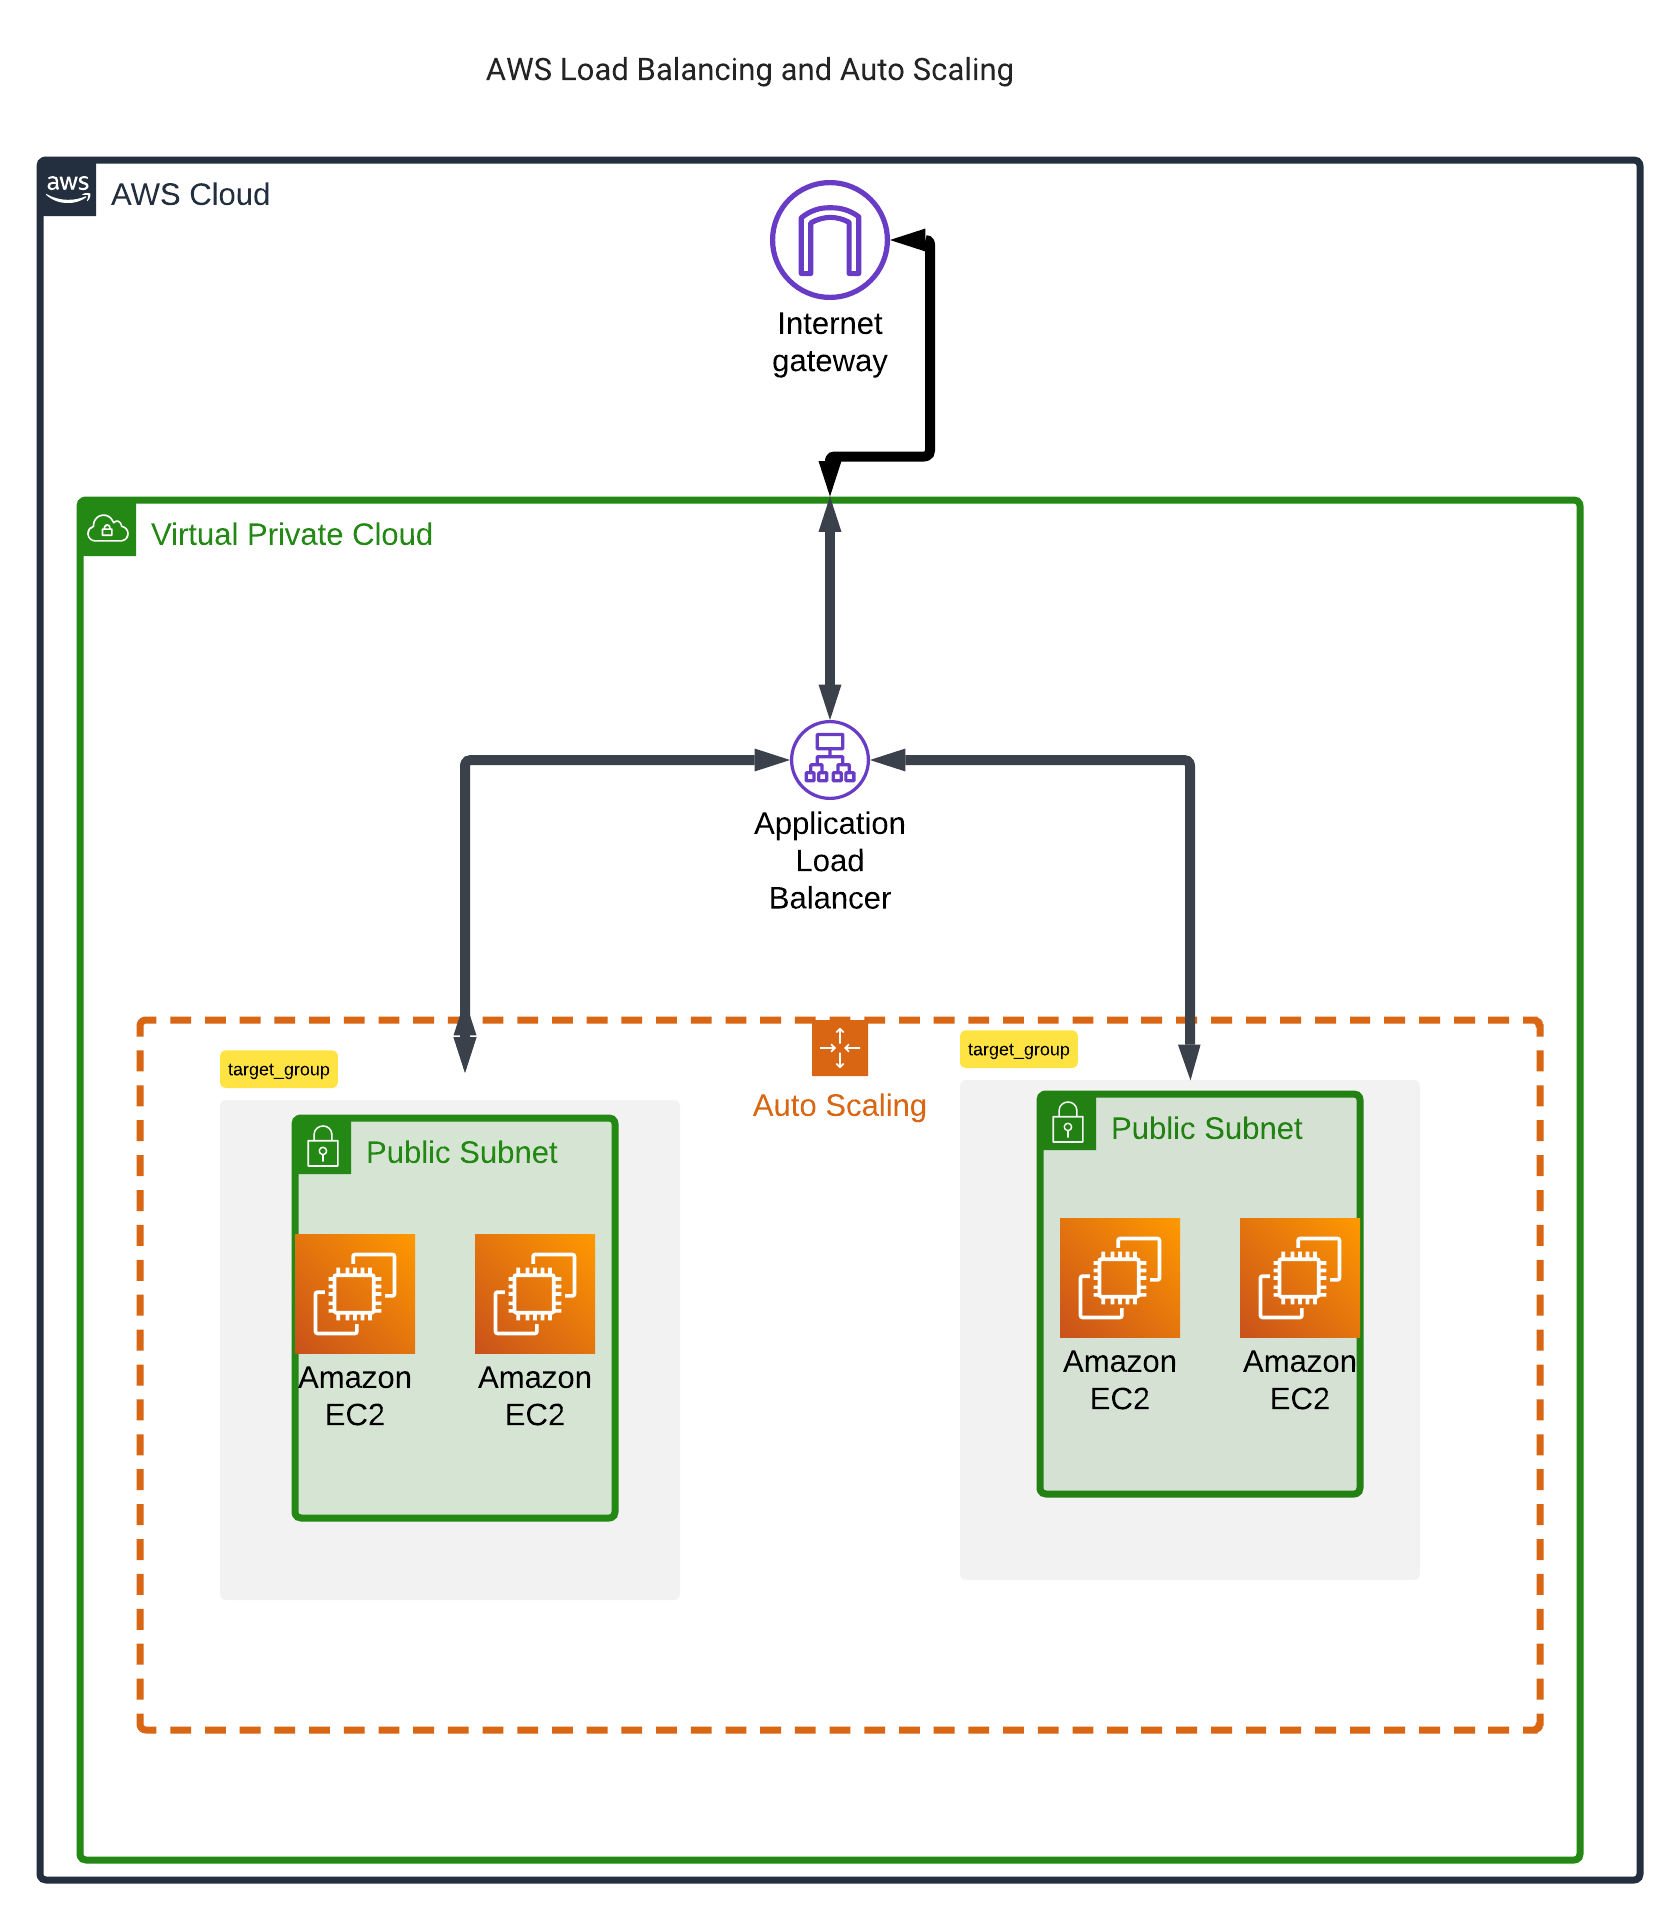 AWS Load Balancing and Auto Scaling
aws
AWS Cloud
Internet
gateway
Virtual Private Cloud
Application
Load
Balancer
target_group
target_group
Auto Scaling
Public Subnet
Public Subnet
Amazon
EC2
Amazon
EC2
Amazon
EC2
Amazon
EC2